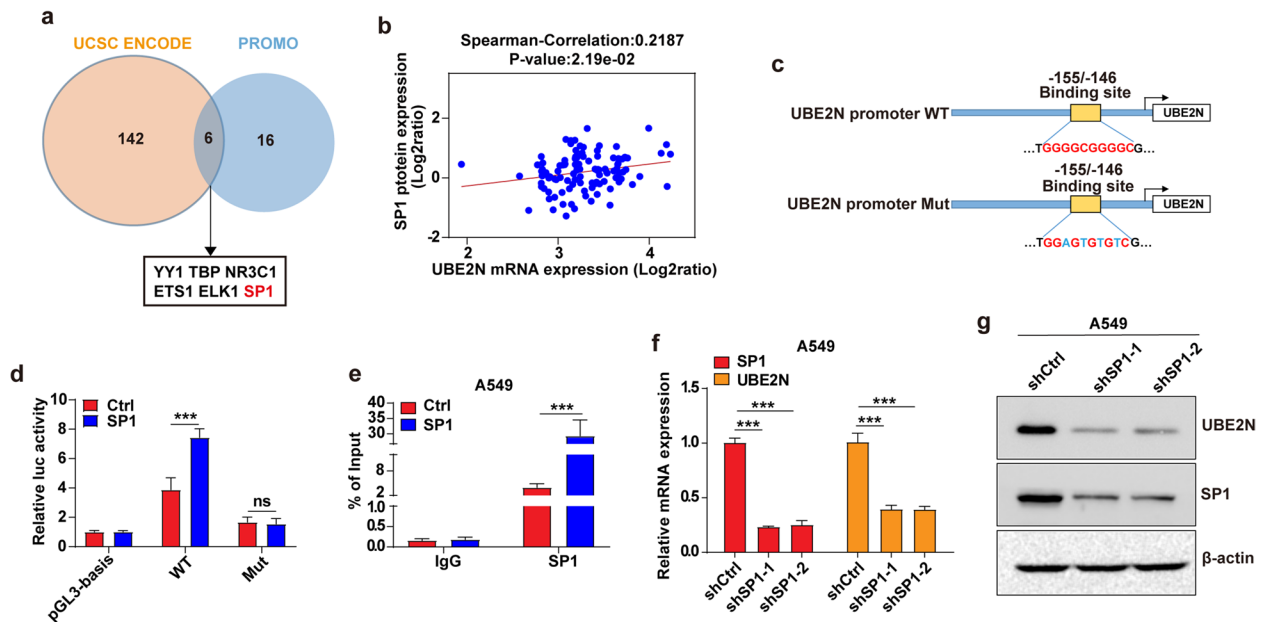 a
UCSC ENCODE
PROMO
142
6
16
YY1 TBP NR3C1
ETS1 ELK1 SP1
b
Spearman-Correlation:0.2187
P-value:2.19e-02
SP1 ptotein expression
(Log2ratio)
4
2
0
-2
2
3
4
UBE2N mRNA expression (Log2ratio)
c
-155/-146
Binding site
UBE2N promoter WT
UBE2N
...TGGGGCGGGGCG...
-155/-146
Binding site
UBE2N promoter Mut
UBE2N
...TGGAGTGTGTCG...
d
Ctrl
SP1
Relative luc activity
10
8
6
4
2
0
***
ns
pGL3-basis
WT
Mut
e
A549
Ctrl
SP1
% of Input
40
35
30
8
2
1.0
0.5
0.0
***
IgG
SP1
f
A549
SP1
UBE2N
Relative mRNA expression
1.5
1.0
0.5
0.0
***
***
***
***
shCtrl
shSP1-1
shSP1-2
shCtrl
shSP1-1
shSP1-2
g
A549
shCtrl
shSP1-1
shSP1-2
UBE2N
SP1
β-actin